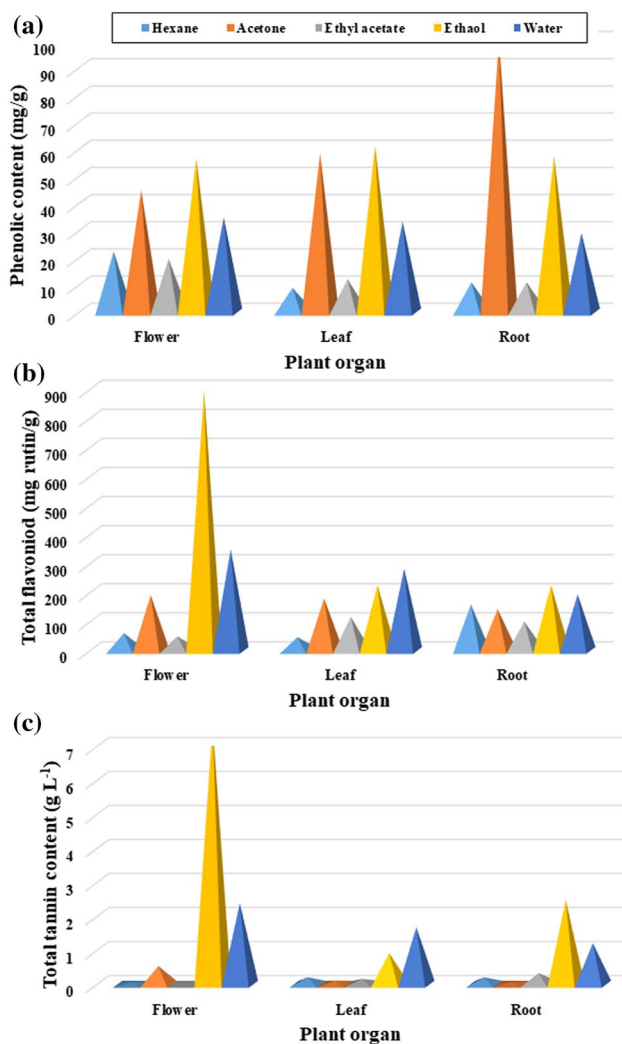 (a)
Hexane Acetone Ethyl acetate Ethaol Water
100
90
80
70
60
50
40
30
20
10
0
Phenolic content (mg/g)
Flower Leaf Root
Plant organ
(b)
900
800
700
600
500
400
300
200
100
0
Total flavoniod (mg rutin/g)
Flower Leaf Root
Plant organ
(c)
7
6
5
4
3
2
1
0
Total tannin content (g L-1)
Flower Leaf Root
Plant organ